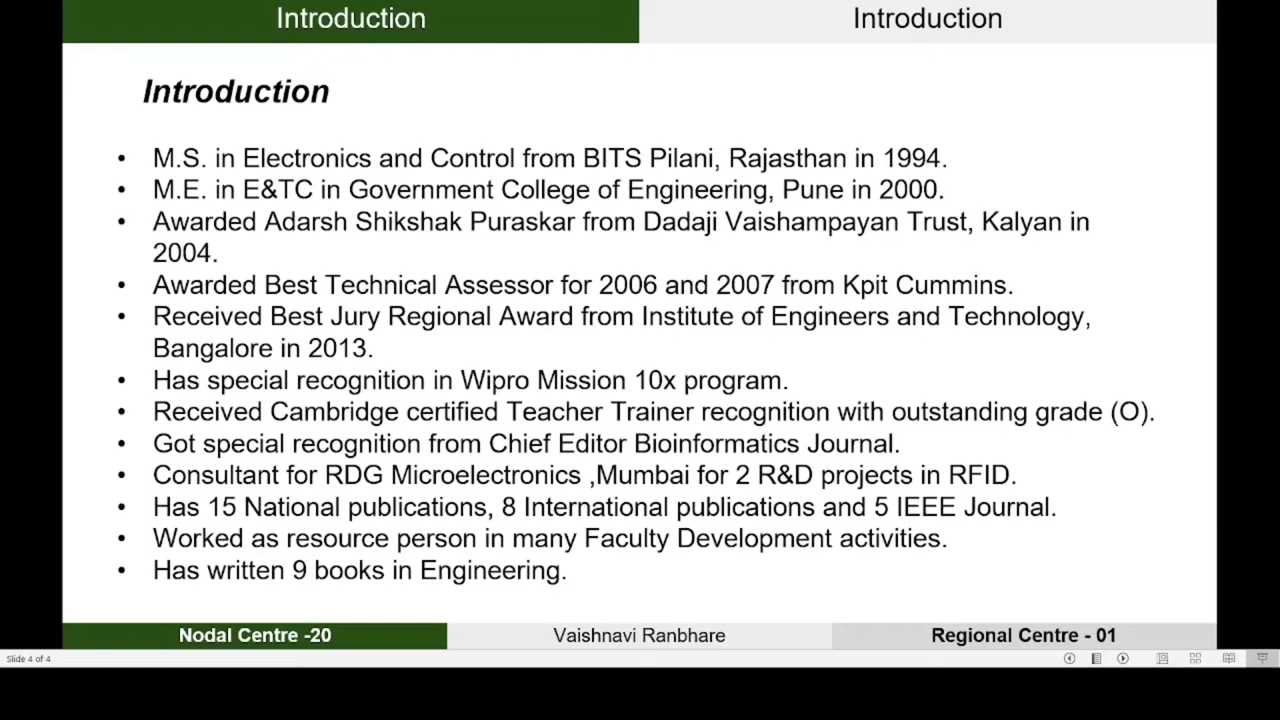 Introduction
Introduction
Introduction
• M.S. in Electronics and Control from BITS Pilani, Rajasthan in 1994.
• M.E. in E&TC in Government College of Engineering, Pune in 2000.
• Awarded Adarsh Shikshak Puraskar from Dadaji Vaishampayan Trust, Kalyan in
2004.
• Awarded Best Technical Assessor for 2006 and 2007 from Kpit Cummins.
• Received Best Jury Regional Award from Institute of Engineers and Technology,
Bangalore in 2013.
• Has special recognition in Wipro Mission 10x program.
• Received Cambridge certified Teacher Trainer recognition with outstanding grade (O).
• Got special recognition from Chief Editor Bioinformatics Journal.
• Consultant for RDG Microelectronics ,Mumbai for 2 R&D projects in RFID.
• Has 15 National publications, 8 International publications and 5 IEEE Journal.
• Worked as resource person in many Faculty Development activities.
• Has written 9 books in Engineering.
Nodal Centre -20
Vaishnavi Ranbhare
Regional Centre - 01
Slide 4 of 4